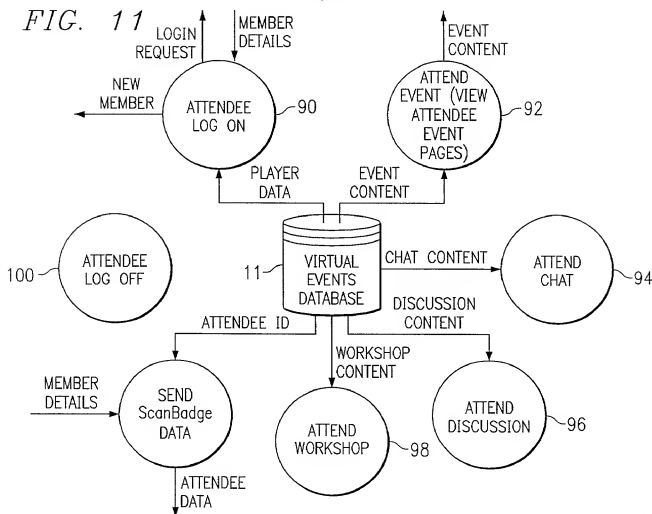 FIG. 11
LOGIN
REQUEST
MEMBER
DETAILS
EVENT
CONTENT
NEW
MEMBER
ATTENDEE
LOG ON
90
ATTEND
EVENT (VIEW
ATTENDEE
EVENT
PAGES)
92
PLAYER
DATA
EVENT
CONTENT
100
ATTENDEE
LOG OFF
11
VIRTUAL
EVENTS
DATABASE
CHAT CONTENT
ATTEND
CHAT
94
ATTENDEE ID
DISCUSSION
CONTENT
WORKSHOP
CONTENT
MEMBER
DETAILS
SEND
ScanBadge
DATA
ATTEND
WORKSHOP
98
ATTEND
DISCUSSION
96
ATTENDEE
DATA